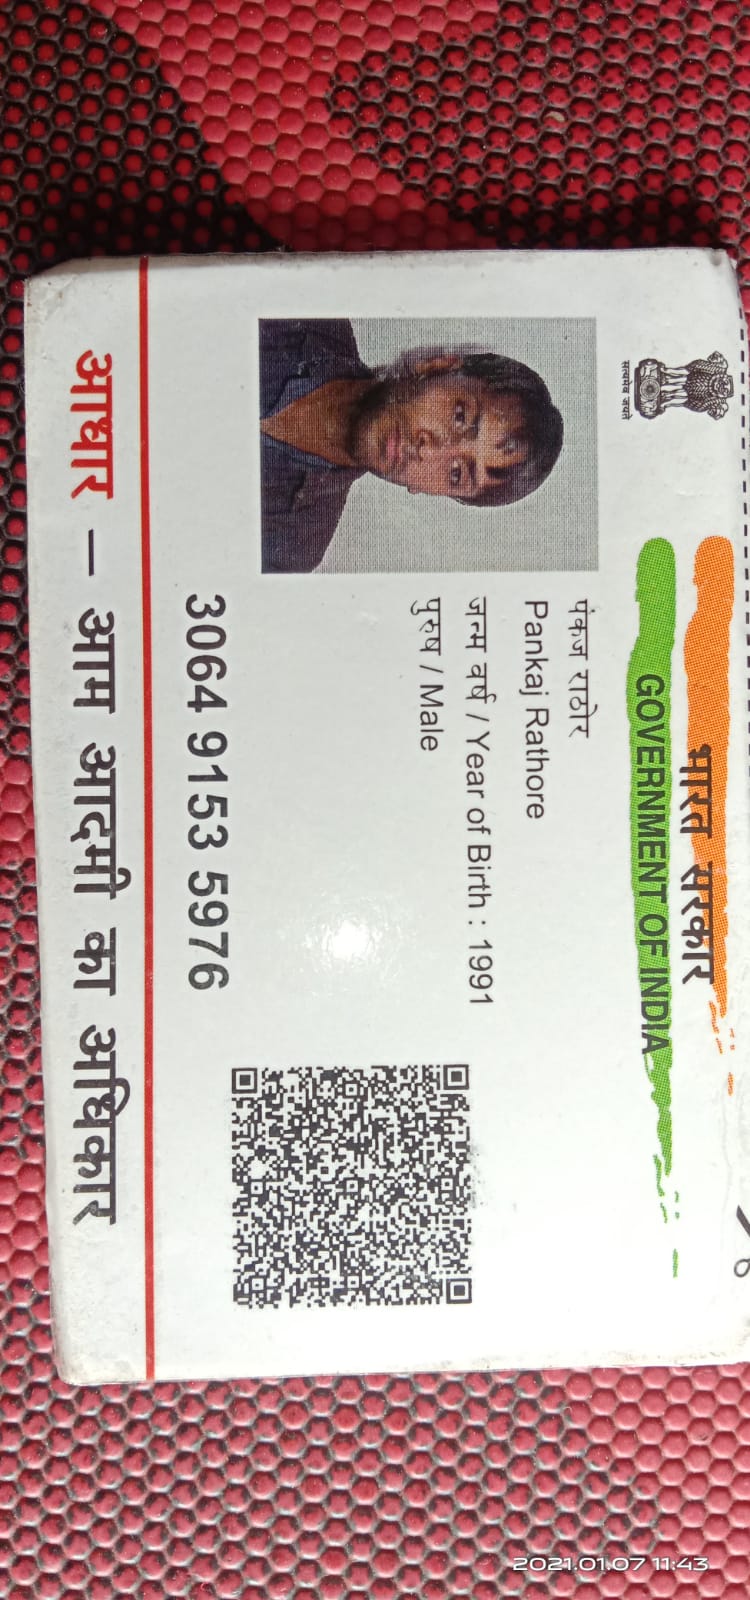 भारत सरकार
GOVERNMENT OF INDIA
सत्यमेव जयते
पंकज राठोर
Pankaj Rathore
जन्म वर्ष / Year of Birth : 1991
पुरुष / Male
3064 9153 5976
आधार – आम आदमी का अधिकार
2021.01.07 11:43